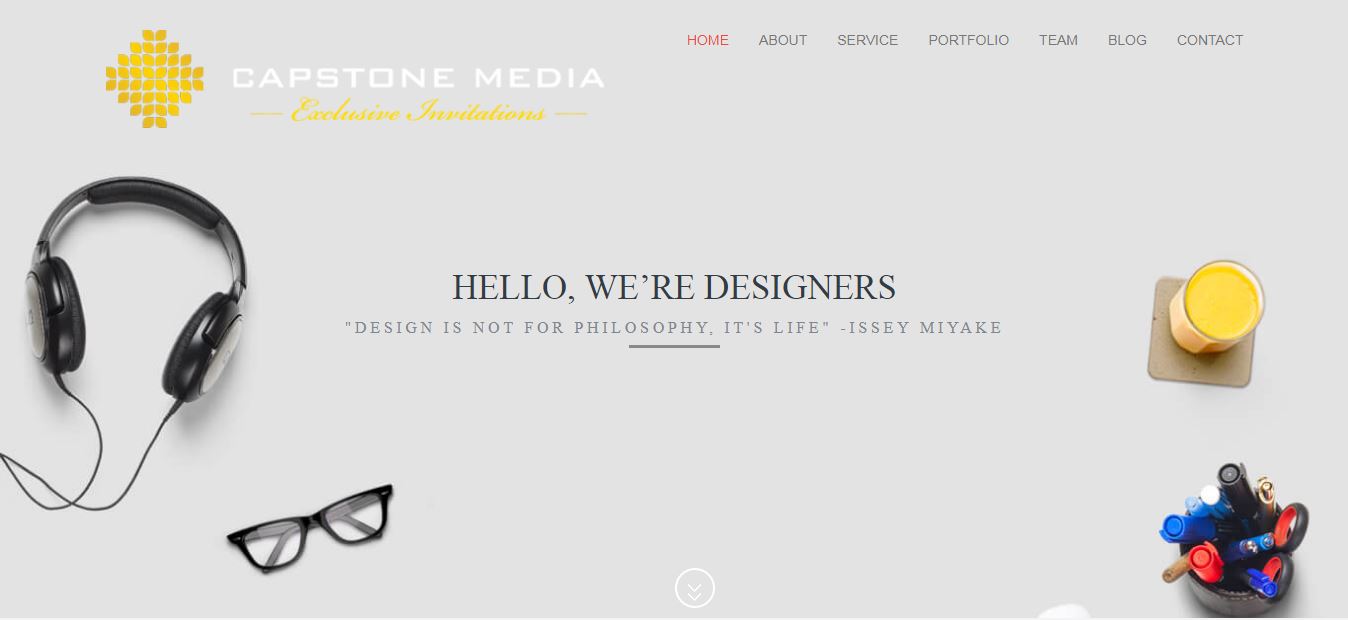 HOME ABOUT SERVICE PORTFOLIO TEAM BLOG CONTACT
CAPSTONE MEDIA
Exclusive Invitations
HELLO, WE’RE DESIGNERS
"DESIGN IS NOT FOR PHILOSOPHY, IT'S LIFE" -ISSEY MIYAKE